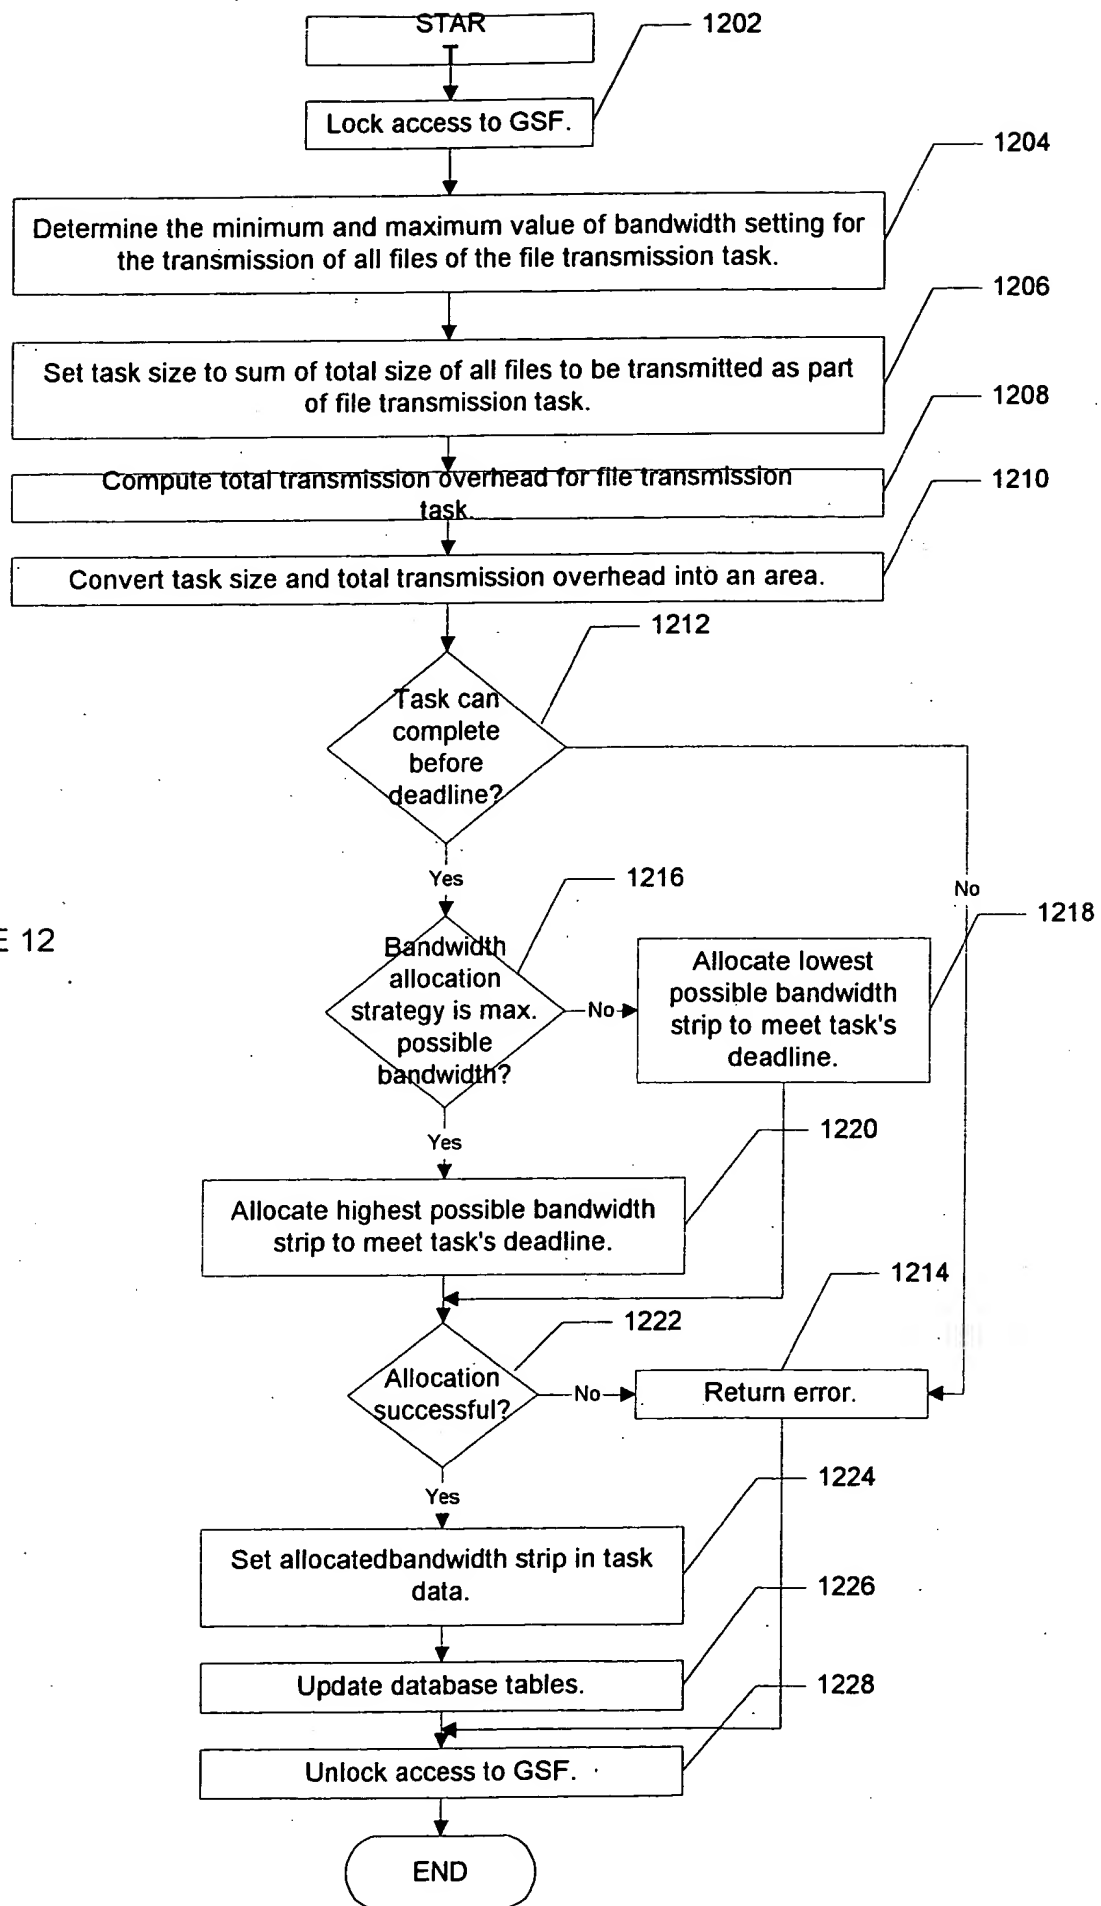 STAR
T
1202
Lock access to GSF.
1204
Determine the minimum and maximum value of bandwidth setting for
the transmission of all files of the file transmission task.
1206
Set task size to sum of total size of all files to be transmitted as part
of file transmission task.
1208
Compute total transmission overhead for file transmission
task.
1210
Convert task size and total transmission overhead into an area.
1212
Task can
complete
before
deadline?
Yes
No
1216
E 12
Bandwidth
allocation
strategy is max.
possible
bandwidth?
No
1218
Allocate lowest
possible bandwidth
strip to meet task's
deadline.
Yes
1220
Allocate highest possible bandwidth
strip to meet task's deadline.
1214
1222
Allocation
successful?
No
Return error.
Yes
1224
Set allocatedbandwidth strip in task
data.
1226
Update database tables.
1228
Unlock access to GSF.
END